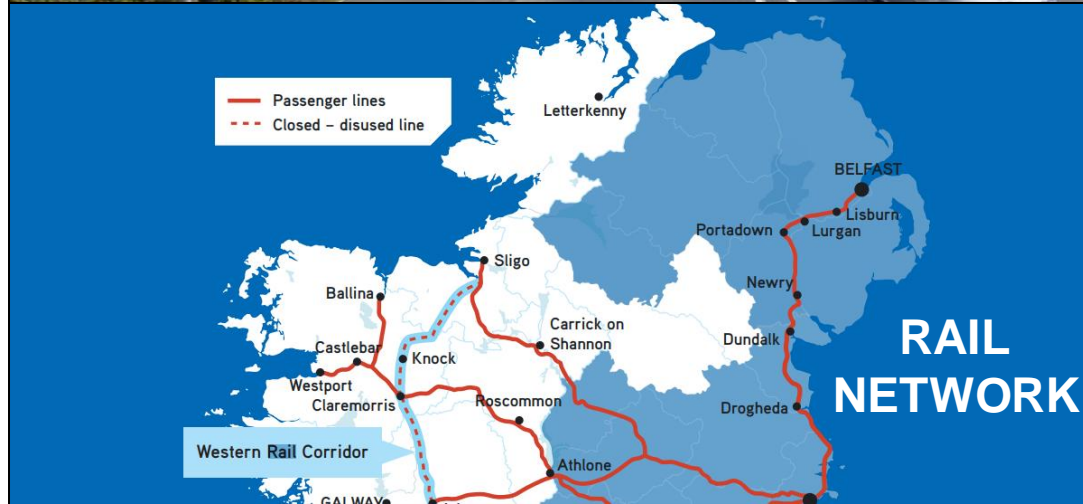 Passenger lines
Closed – disused line
Letterkenny
BELFAST
Lisburn
Lurgan
Portadown
Sligo
Newry
Ballina
Carrick on
Shannon
Dundalk
RAIL
NETWORK
Castlebar
Knock
Westport
Claremorris
Roscommon
Drogheda
Western Rail Corridor
Athlone
GALWAY